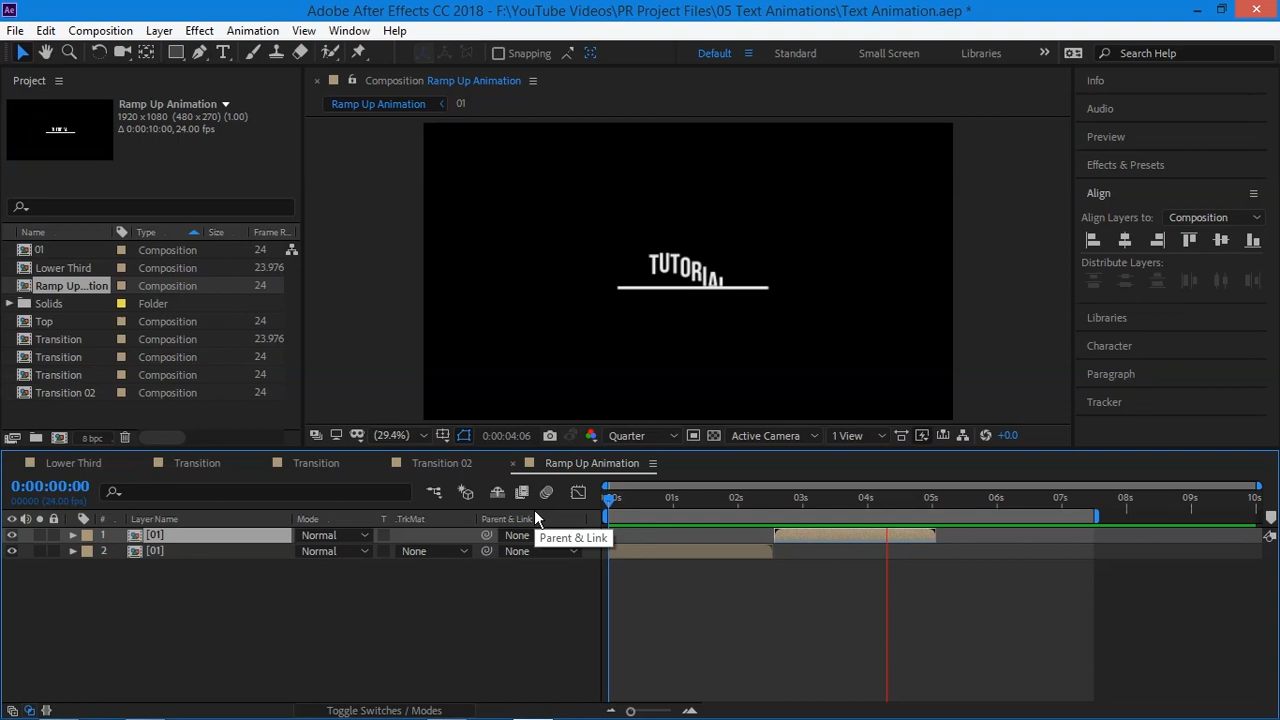 Ae Adobe After Effects CC 2018 - F:\YouTube Videos\PR Project Files\05 Text Animations\Text Animation.aep *
File Edit Composition Layer Effect Animation View Window Help
Snapping Default Standard Small Screen Libraries Search Help
Project
Composition Ramp Up Animation
Info
Ramp Up Animation
1920 x 1080 (480 x 270) (1.00)
Δ 0:00:10:00, 24.00 fps
Ramp Up Animation 01
Audio
Preview
Effects & Presets
Align
Align Layers to: Composition
Distribute Layers:
Libraries
Character
Paragraph
Tracker
Name Type Size Frame R...
01 Composition 24
Lower Third Composition 23.976
Ramp Up...tion Composition 24
Solids Folder
Top Composition 24
Transition Composition 23.976
Transition Composition 24
Transition Composition 24
Transition 02 Composition 24
8 bpc
TUTORIAL
(29.4%) 0:00:04:06 Quarter Active Camera 1 View +0.0
Lower Third Transition Transition Transition 02 Ramp Up Animation
0:00:00:00
00000 (24.00 fps)
:00s 01s 02s 03s 04s 05s 06s 07s 08s 09s 10s
# Layer Name Mode T .TrkMat Parent & Link
1 [01] Normal None
Parent & Link
2 [01] Normal None None
Toggle Switches / Modes